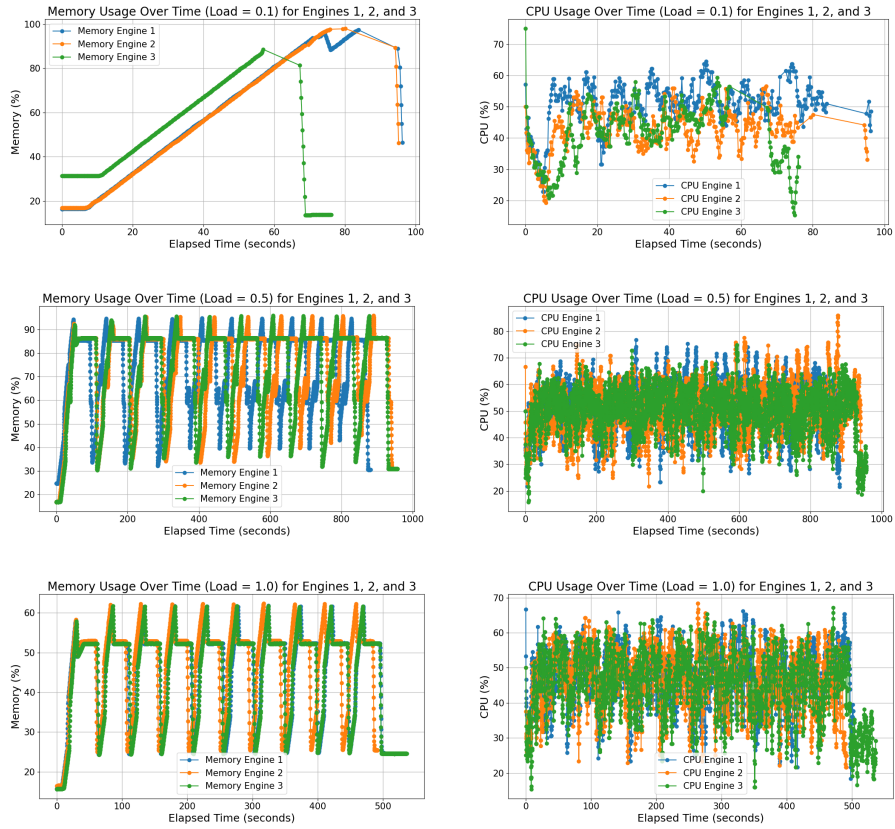 Memory Usage Over Time (Load = 0.1) for Engines 1, 2, and 3
Memory (%)
100
80
60
40
20
Memory Engine 1
Memory Engine 2
Memory Engine 3
0 20 40 60 80 100
Elapsed Time (seconds)
CPU Usage Over Time (Load = 0.1) for Engines 1, 2, and 3
CPU (%)
70
60
50
40
30
20
CPU Engine 1
CPU Engine 2
CPU Engine 3
0 20 40 60 80 100
Elapsed Time (seconds)
Memory Usage Over Time (Load = 0.5) for Engines 1, 2, and 3
Memory (%)
90
80
70
60
50
40
30
20
Memory Engine 1
Memory Engine 2
Memory Engine 3
0 200 400 600 800 1000
Elapsed Time (seconds)
CPU Usage Over Time (Load = 0.5) for Engines 1, 2, and 3
CPU (%)
80
70
60
50
40
30
20
CPU Engine 1
CPU Engine 2
CPU Engine 3
0 200 400 600 800 1000
Elapsed Time (seconds)
Memory Usage Over Time (Load = 1.0) for Engines 1, 2, and 3
Memory (%)
60
50
40
30
20
Memory Engine 1
Memory Engine 2
Memory Engine 3
0 100 200 300 400 500
Elapsed Time (seconds)
CPU Usage Over Time (Load = 1.0) for Engines 1, 2, and 3
CPU (%)
70
60
50
40
30
20
CPU Engine 1
CPU Engine 2
CPU Engine 3
0 100 200 300 400 500
Elapsed Time (seconds)